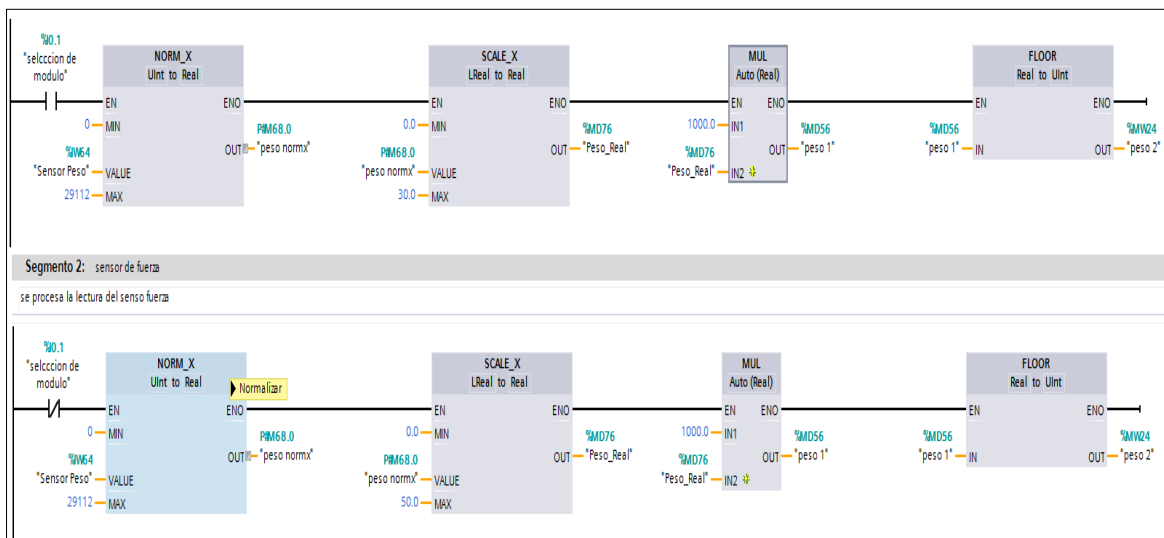 %I0.1
"selcccion de
modulo"
NORM_X
UInt to Real
EN
ENO
0
MIN
P#M68.0
OUT
"peso normx"
%IW64
"Sensor Peso"
VALUE
29112
MAX
SCALE_X
LReal to Real
EN
ENO
0.0
MIN
%MD76
OUT
"Peso_Real"
P#M68.0
"peso normx"
VALUE
30.0
MAX
MUL
Auto (Real)
EN
ENO
1000.0
IN1
%MD56
OUT
"peso 1"
%MD76
"Peso_Real"
IN2
FLOOR
Real to UInt
EN
ENO
%MD56
"peso 1"
IN
%MW24
OUT
"peso 2"
Segmento 2: sensor de fuerza
se procesa la lectura del senso fuerza
%I0.1
"selcccion de
modulo"
NORM_X
UInt to Real
Normalizar
EN
ENO
0
MIN
P#M68.0
OUT
"peso normx"
%IW64
"Sensor Peso"
VALUE
29112
MAX
SCALE_X
LReal to Real
EN
ENO
0.0
MIN
%MD76
OUT
"Peso_Real"
P#M68.0
"peso normx"
VALUE
50.0
MAX
MUL
Auto (Real)
EN
ENO
1000.0
IN1
%MD56
OUT
"peso 1"
%MD76
"Peso_Real"
IN2
FLOOR
Real to UInt
EN
ENO
%MD56
"peso 1"
IN
%MW24
OUT
"peso 2"